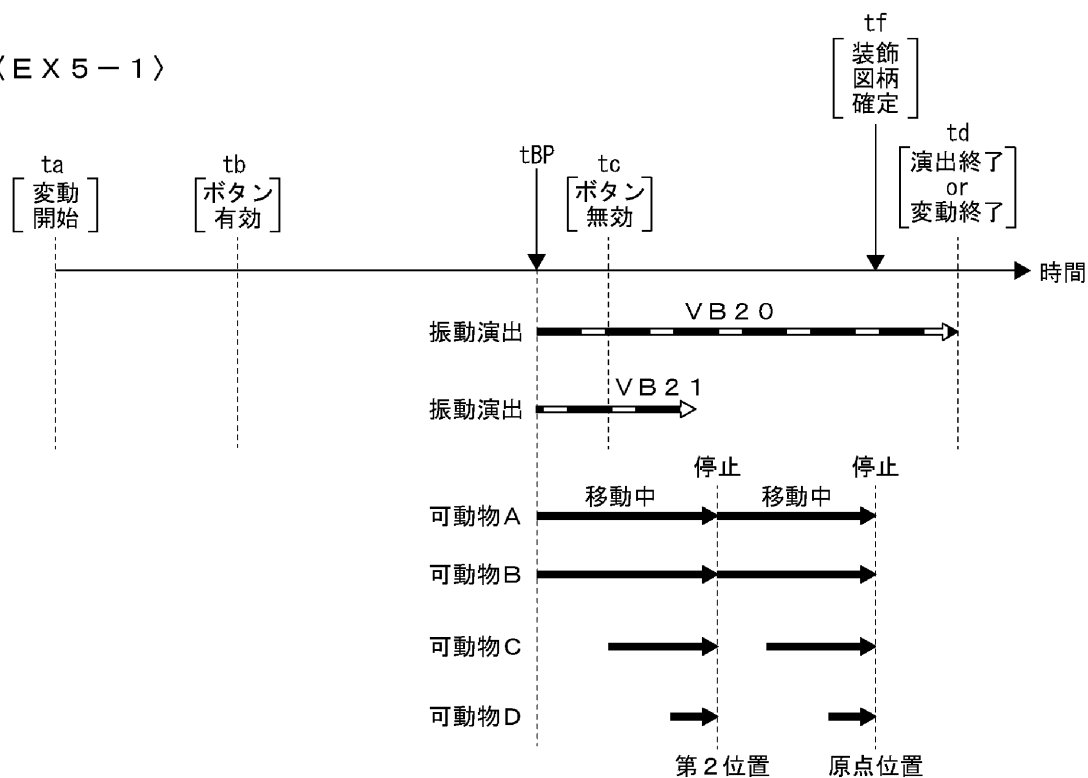 〈EX5-1〉
tf
装飾
図柄
確定
ta
変動
開始
tb
ボタン
有効
tBP
tc
ボタン
無効
td
演出終了
or
変動終了
時間
振動演出
VB20
振動演出
VB21
停止
停止
可動物A
移動中
移動中
可動物B
可動物C
可動物D
第2位置
原点位置